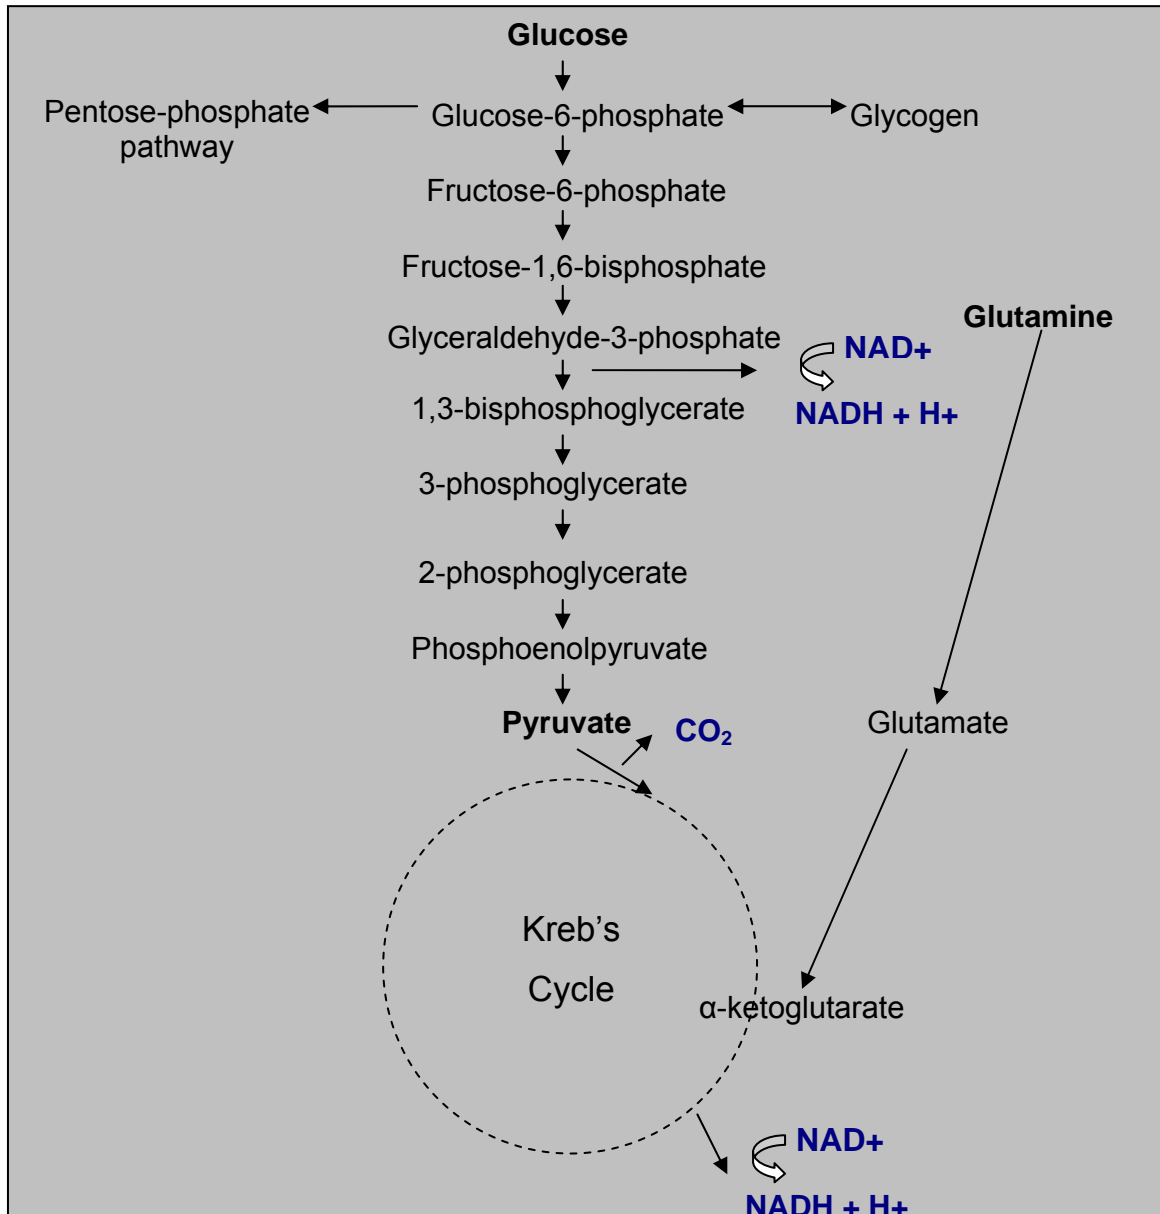 Glucose
Pentose-phosphate
pathway
Glucose-6-phosphate
Glycogen
Fructose-6-phosphate
Fructose-1,6-bisphosphate
Glutamine
Glyceraldehyde-3-phosphate
NAD+
NADH + H+
1,3-bisphosphoglycerate
3-phosphoglycerate
2-phosphoglycerate
Phosphoenolpyruvate
Pyruvate
CO₂
Glutamate
Kreb’s
Cycle
α-ketoglutarate
NAD+
NADH + H+